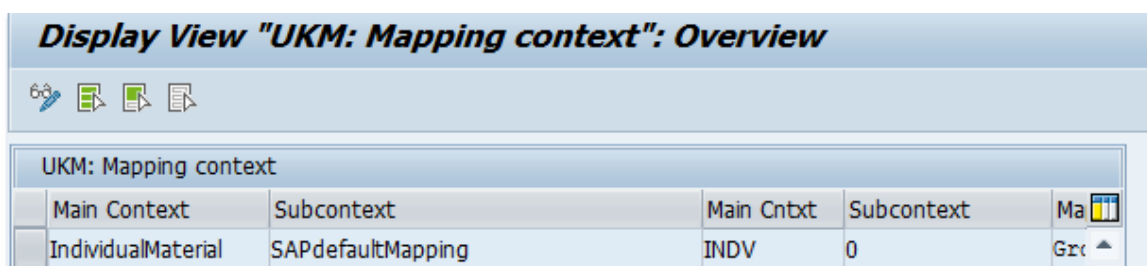 Display View "UKM: Mapping context": Overview
UKM: Mapping context
Main Context Subcontext Main Cntxt Subcontext Ma
IndividualMaterial SAPdefaultMapping INDV 0 Gro